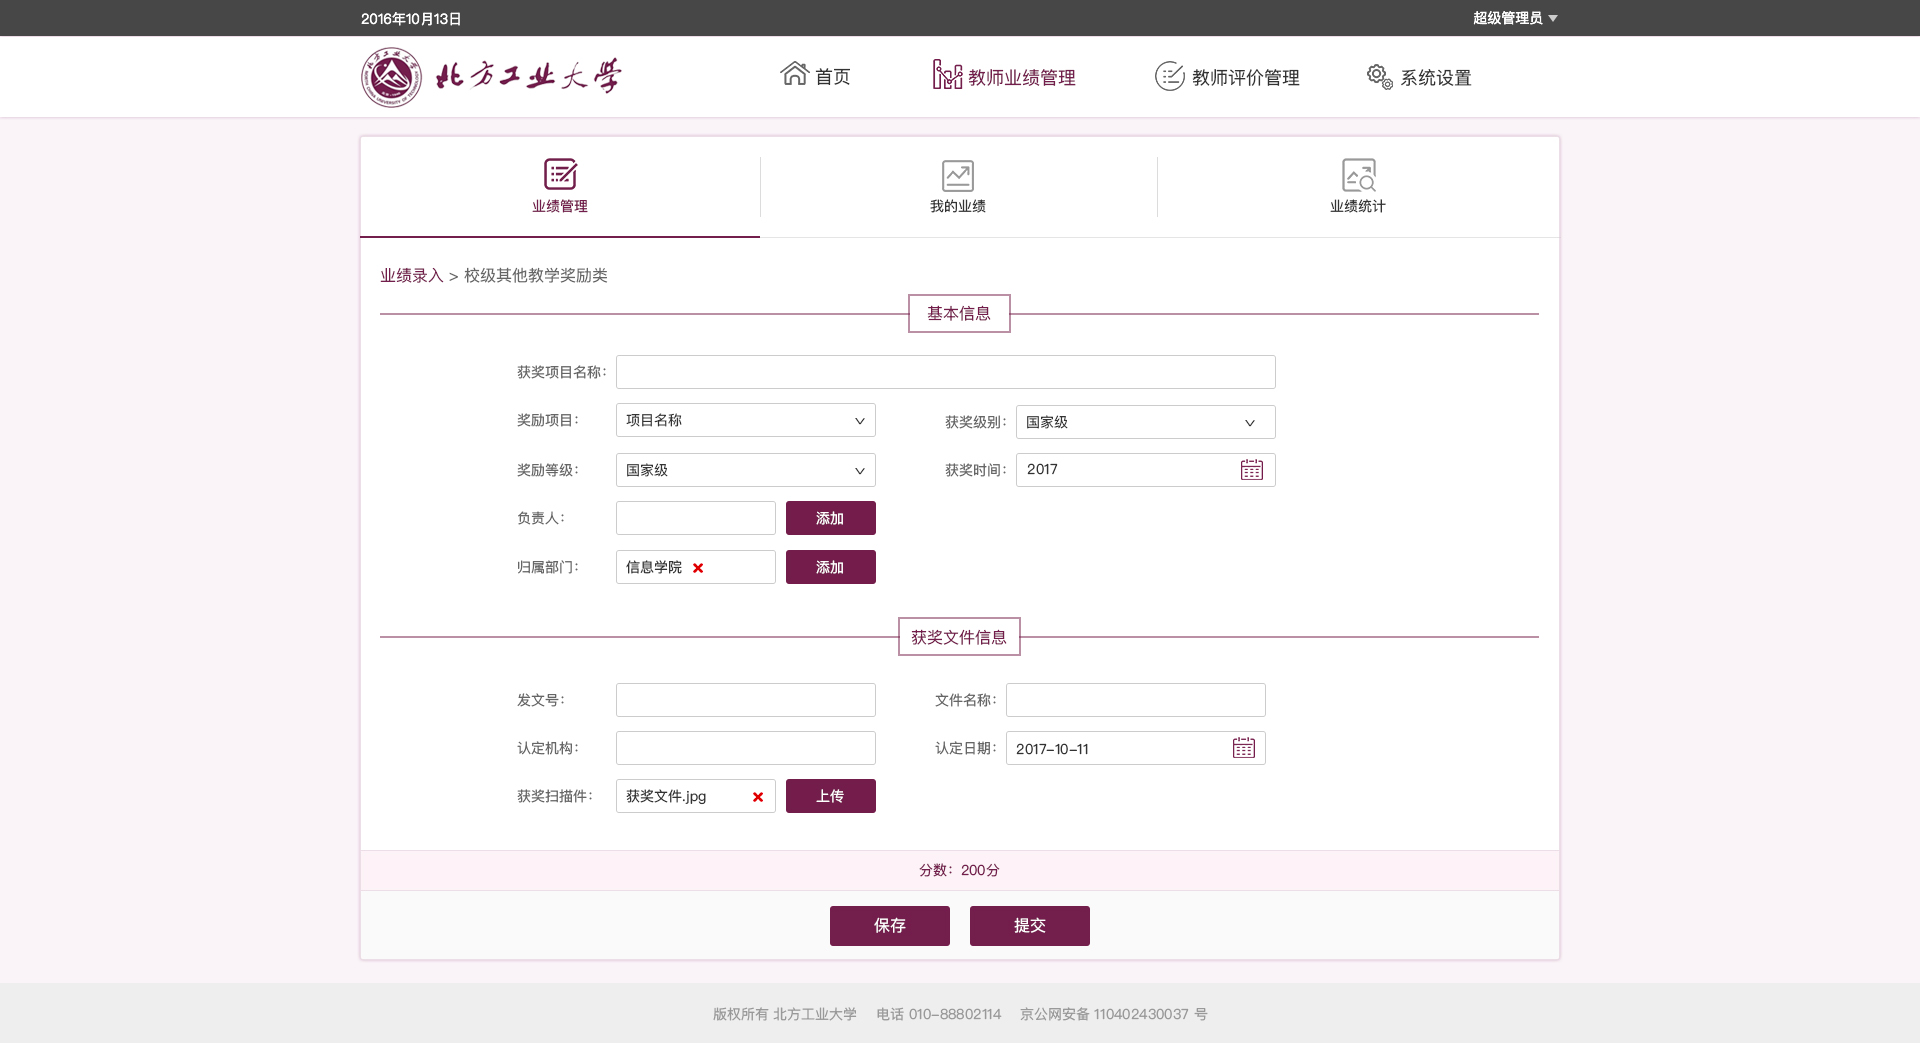 2016年10月13日
超级管理员
北方工业大学
首页
教师业绩管理
教师评价管理
系统设置
业绩管理
我的业绩
业绩统计
业绩录入 > 校级其他教学奖励类
基本信息
获奖项目名称：
奖励项目： 项目名称
获奖级别： 国家级
奖励等级： 国家级
获奖时间： 2017
负责人： 添加
归属部门： 信息学院 添加
获奖文件信息
发文号： 文件名称：
认定机构： 认定日期： 2017-10-11
获奖扫描件： 获奖文件.jpg 上传
分数：200分
保存 提交
版权所有 北方工业大学 电话 010-88802114 京公网安备 110402430037 号